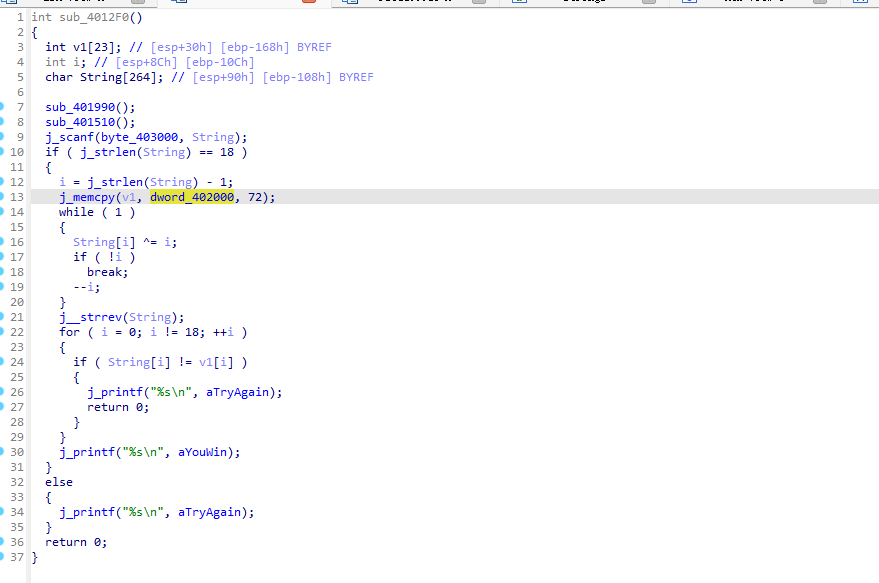 1 int sub_4012F0()
2 {
3 int v1[23]; // [esp+30h] [ebp-168h] BYREF
4 int i; // [esp+8Ch] [ebp-10Ch]
5 char String[264]; // [esp+90h] [ebp-108h] BYREF
6
7 sub_401990();
8 sub_401510();
9 j_scanf(byte_403000, String);
10 if ( j_strlen(String) == 18 )
11 {
12 i = j_strlen(String) - 1;
13 j_memcpy(v1, dword_402000, 72);
14 while ( 1 )
15 {
16 String[i] ^= i;
17 if ( !i )
18 break;
19 --i;
20 }
21 j__strrev(String);
22 for ( i = 0; i != 18; ++i )
23 {
24 if ( String[i] != v1[i] )
25 {
26 j_printf("%s\n", aTryAgain);
27 return 0;
28 }
29 }
30 j_printf("%s\n", aYouWin);
31 }
32 else
33 {
34 j_printf("%s\n", aTryAgain);
35 }
36 return 0;
37 }